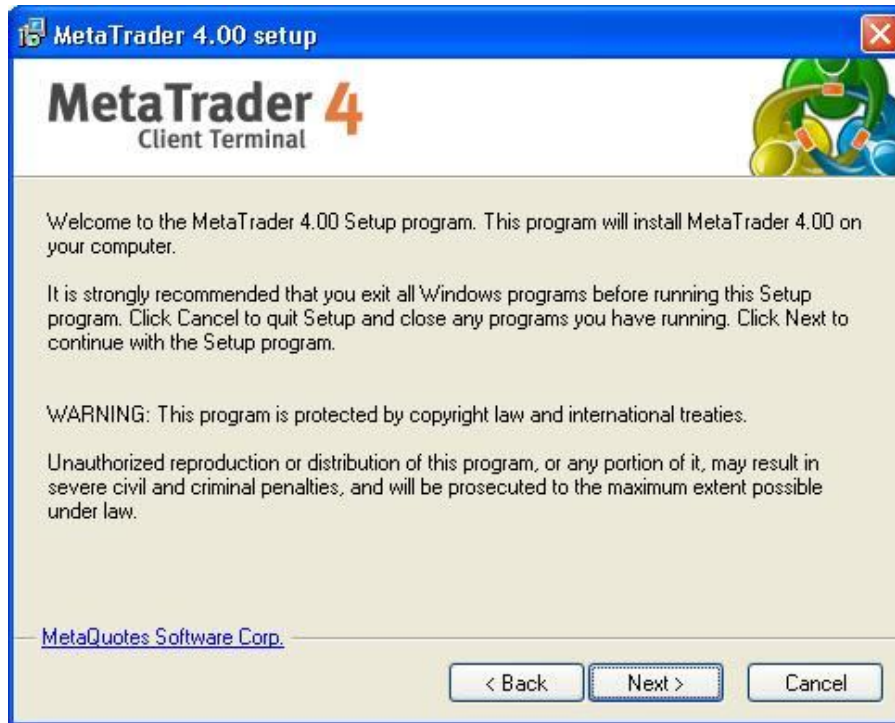 MetaTrader 4.00 setup
MetaTrader 4
Client Terminal
Welcome to the MetaTrader 4.00 Setup program. This program will install MetaTrader 4.00 on
your computer.
It is strongly recommended that you exit all Windows programs before running this Setup
program. Click Cancel to quit Setup and close any programs you have running. Click Next to
continue with the Setup program.
WARNING: This program is protected by copyright law and international treaties.
Unauthorized reproduction or distribution of this program, or any portion of it, may result in
severe civil and criminal penalties, and will be prosecuted to the maximum extent possible
under law.
MetaQuotes Software Corp.
< Back Next > Cancel